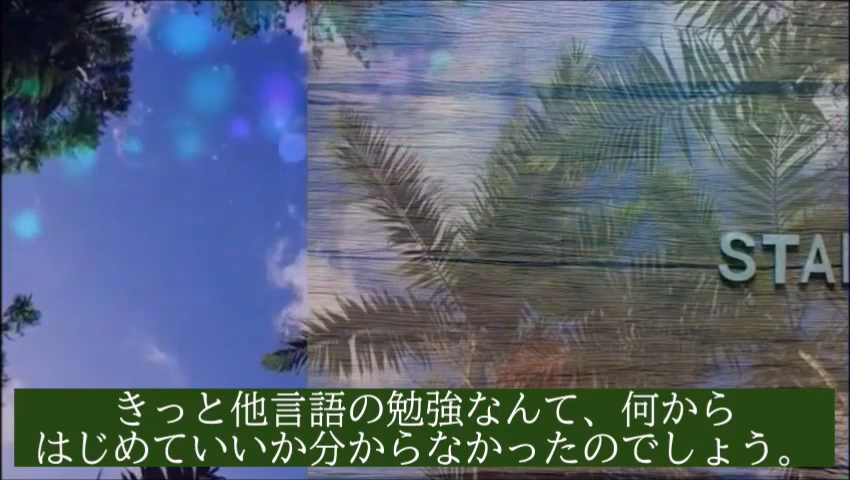 STA
きっと他言語の勉強なんて、何から
はじめていいか分からなかったのでしょう。